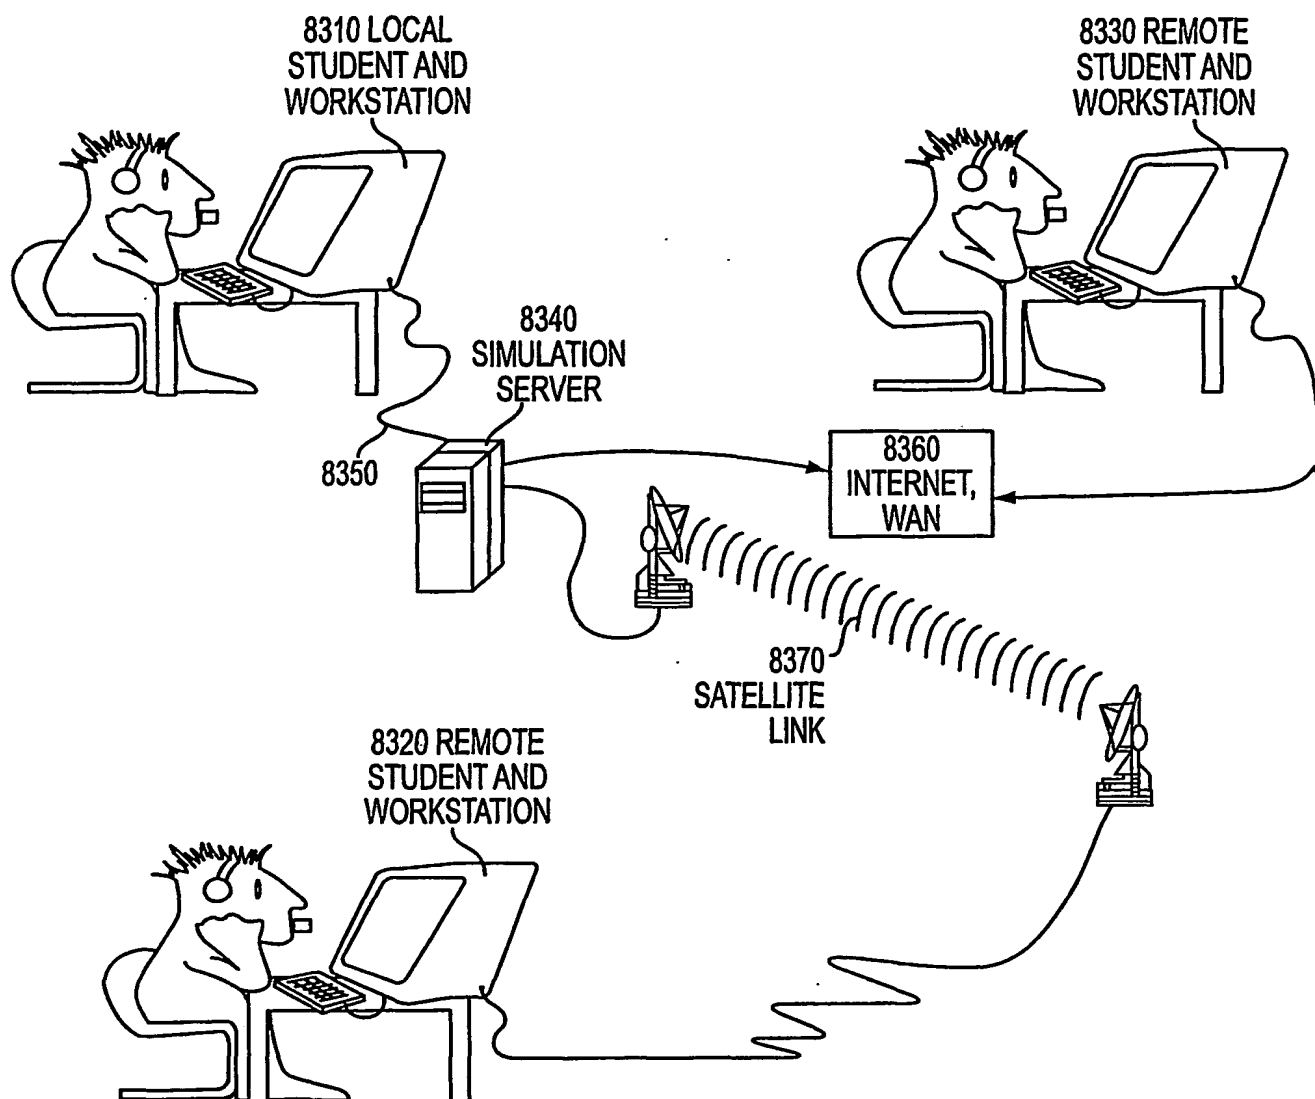 8310 LOCAL
STUDENT AND
WORKSTATION
8330 REMOTE
STUDENT AND
WORKSTATION
8340
SIMULATION
SERVER
8350
8360
INTERNET,
WAN
8370
SATELLITE
LINK
8320 REMOTE
STUDENT AND
WORKSTATION